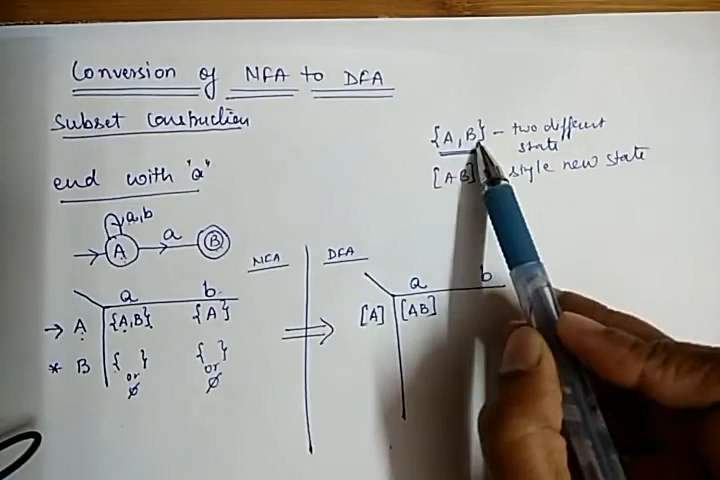 Conversion of NFA to DFA
Subset construction
{A,B} - two different
state
[AB] style new state
end with "a"
a,b
A a B
NFA
DFA
a b
→ A {A,B} {A}
* B { } { }
or or
ø ø
a b
[A] [AB]